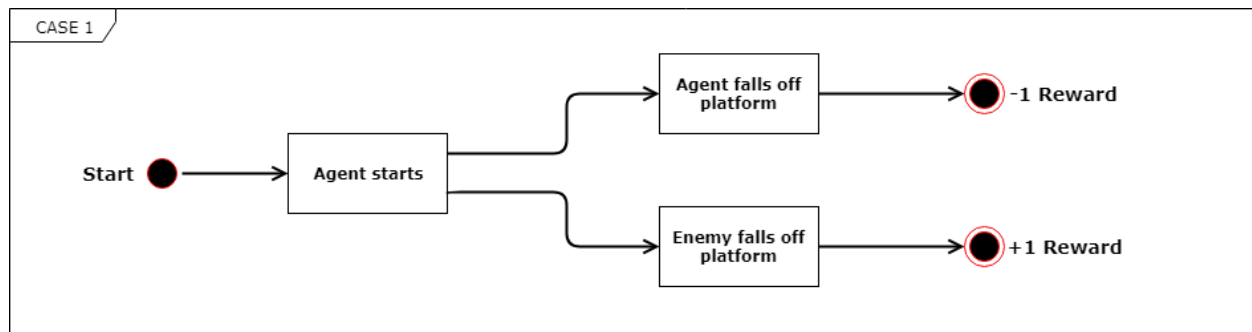 CASE 1
Agent falls off
platform
-1 Reward
Start
Agent starts
Enemy falls off
platform
+1 Reward